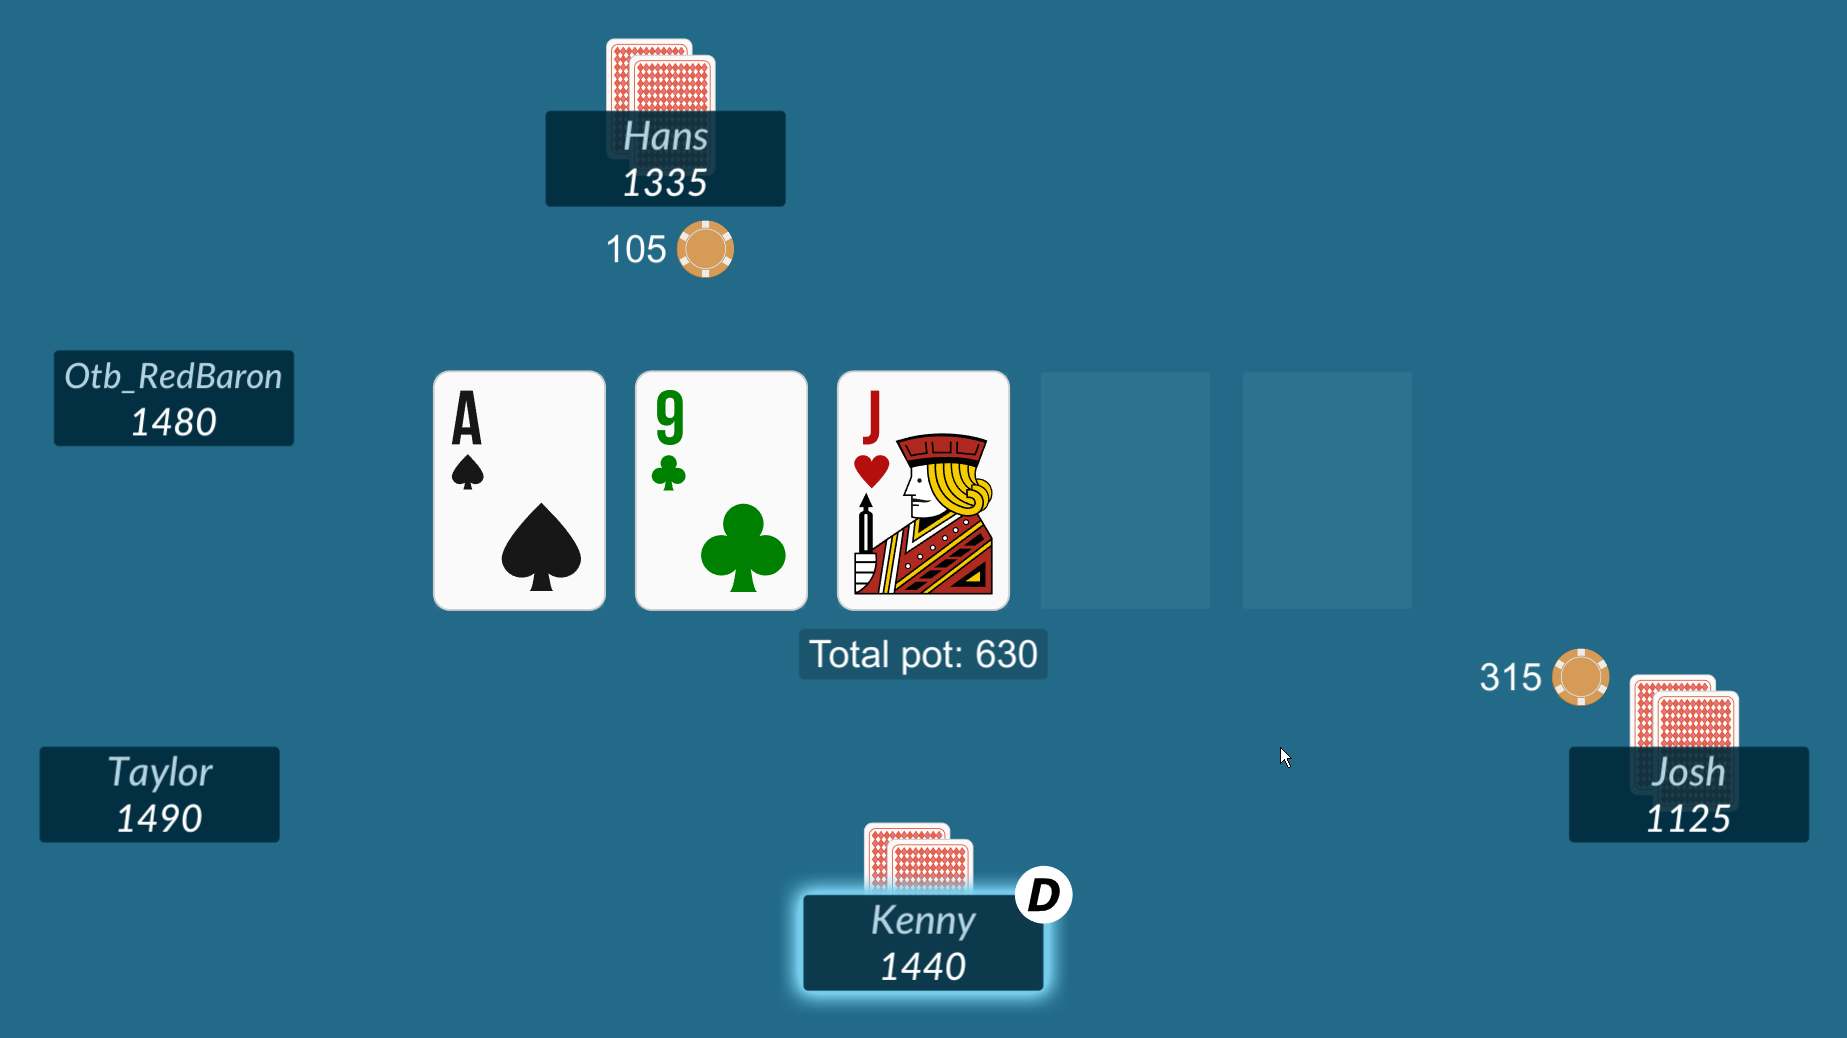 Hans
1335
105
Otb_RedBaron
1480
A
9
J
Total pot: 630
315
Taylor
1490
Josh
1125
D
Kenny
1440